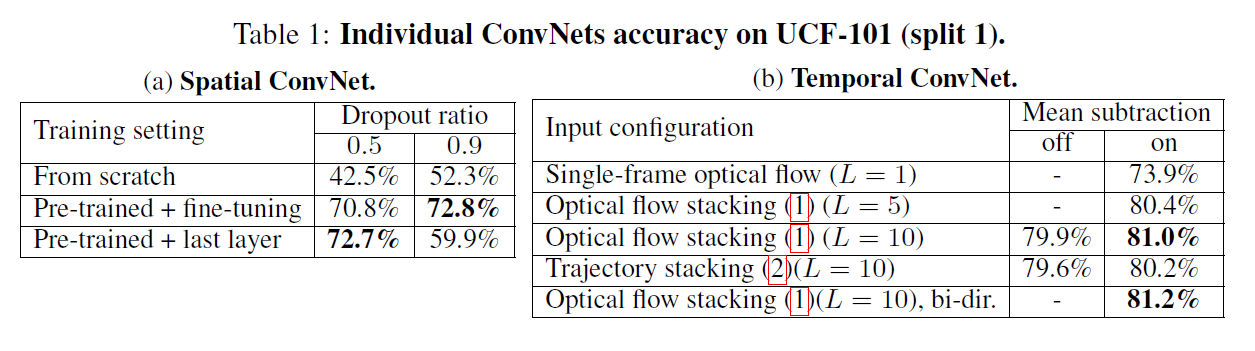 Table 1: Individual ConvNets accuracy on UCF-101 (split 1).
(a) Spatial ConvNet.
Training setting Dropout ratio
0.5 0.9
From scratch 42.5% 52.3%
Pre-trained + fine-tuning 70.8% 72.8%
Pre-trained + last layer 72.7% 59.9%
(b) Temporal ConvNet.
Input configuration Mean subtraction
off on
Single-frame optical flow (L = 1) - 73.9%
Optical flow stacking (1) (L = 5) - 80.4%
Optical flow stacking (1) (L = 10) 79.9% 81.0%
Trajectory stacking (2)(L = 10) 79.6% 80.2%
Optical flow stacking (1)(L = 10), bi-dir. - 81.2%